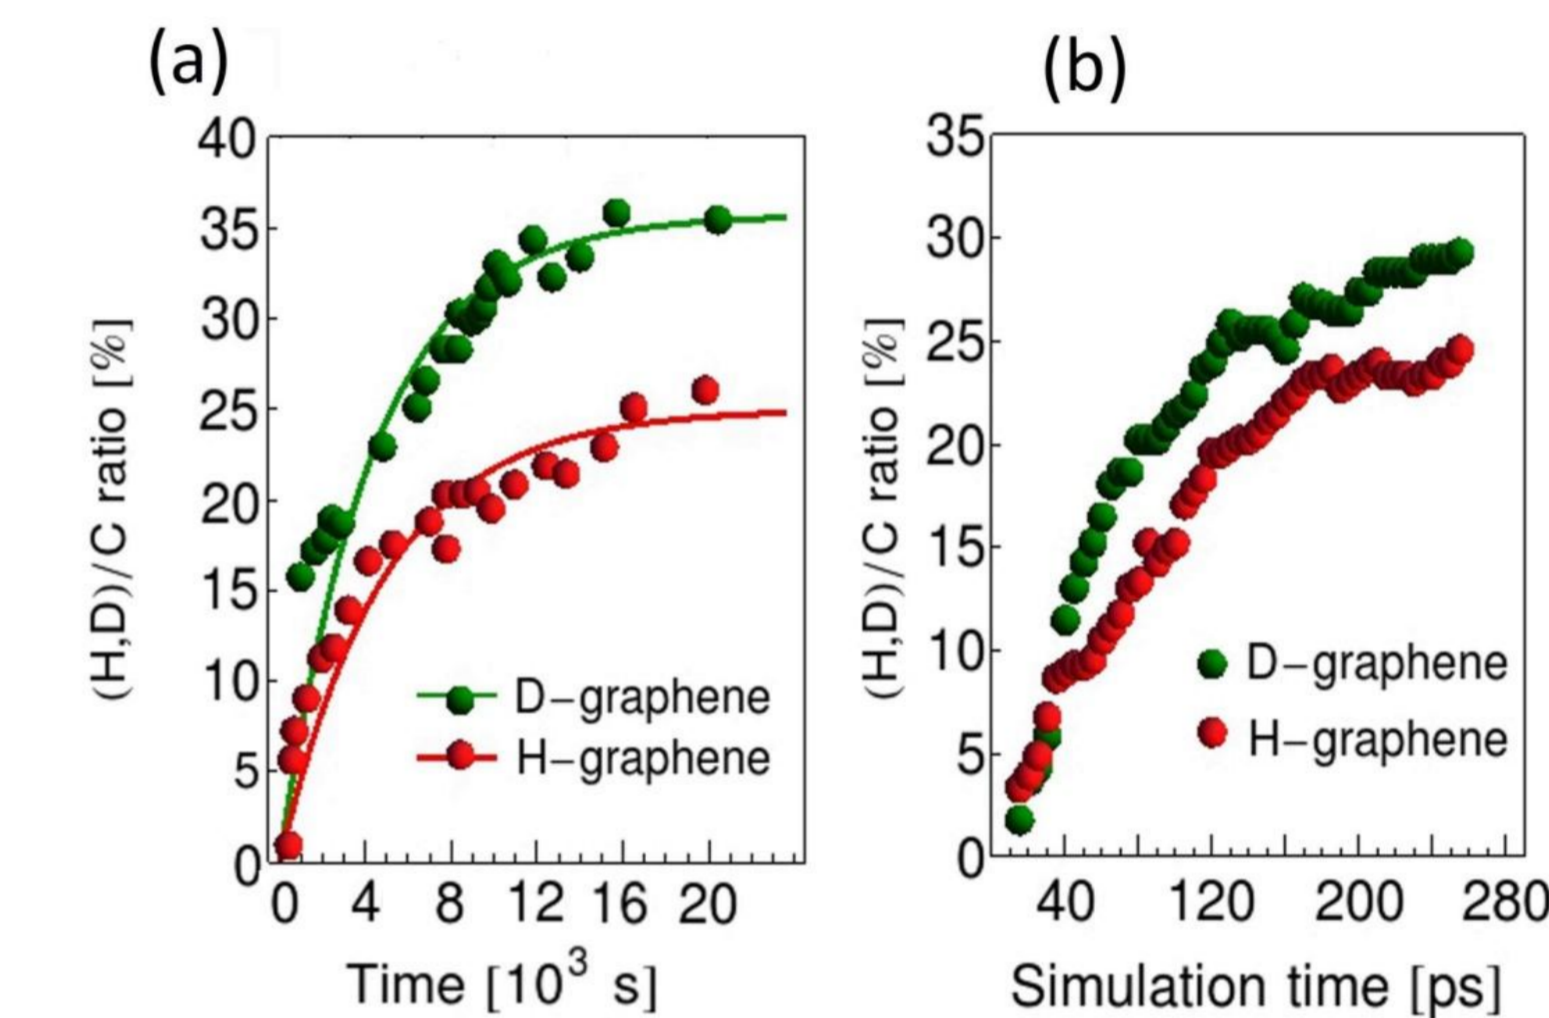 (a)
40
35
30
25
20
15
10
5
0
(H,D)/C ratio [%]
D−graphene
H−graphene
0 4 8 12 16 20
Time [10³ s]
(b)
35
30
25
20
15
10
5
0
(H,D)/C ratio [%]
D−graphene
H−graphene
40 120 200 280
Simulation time [ps]